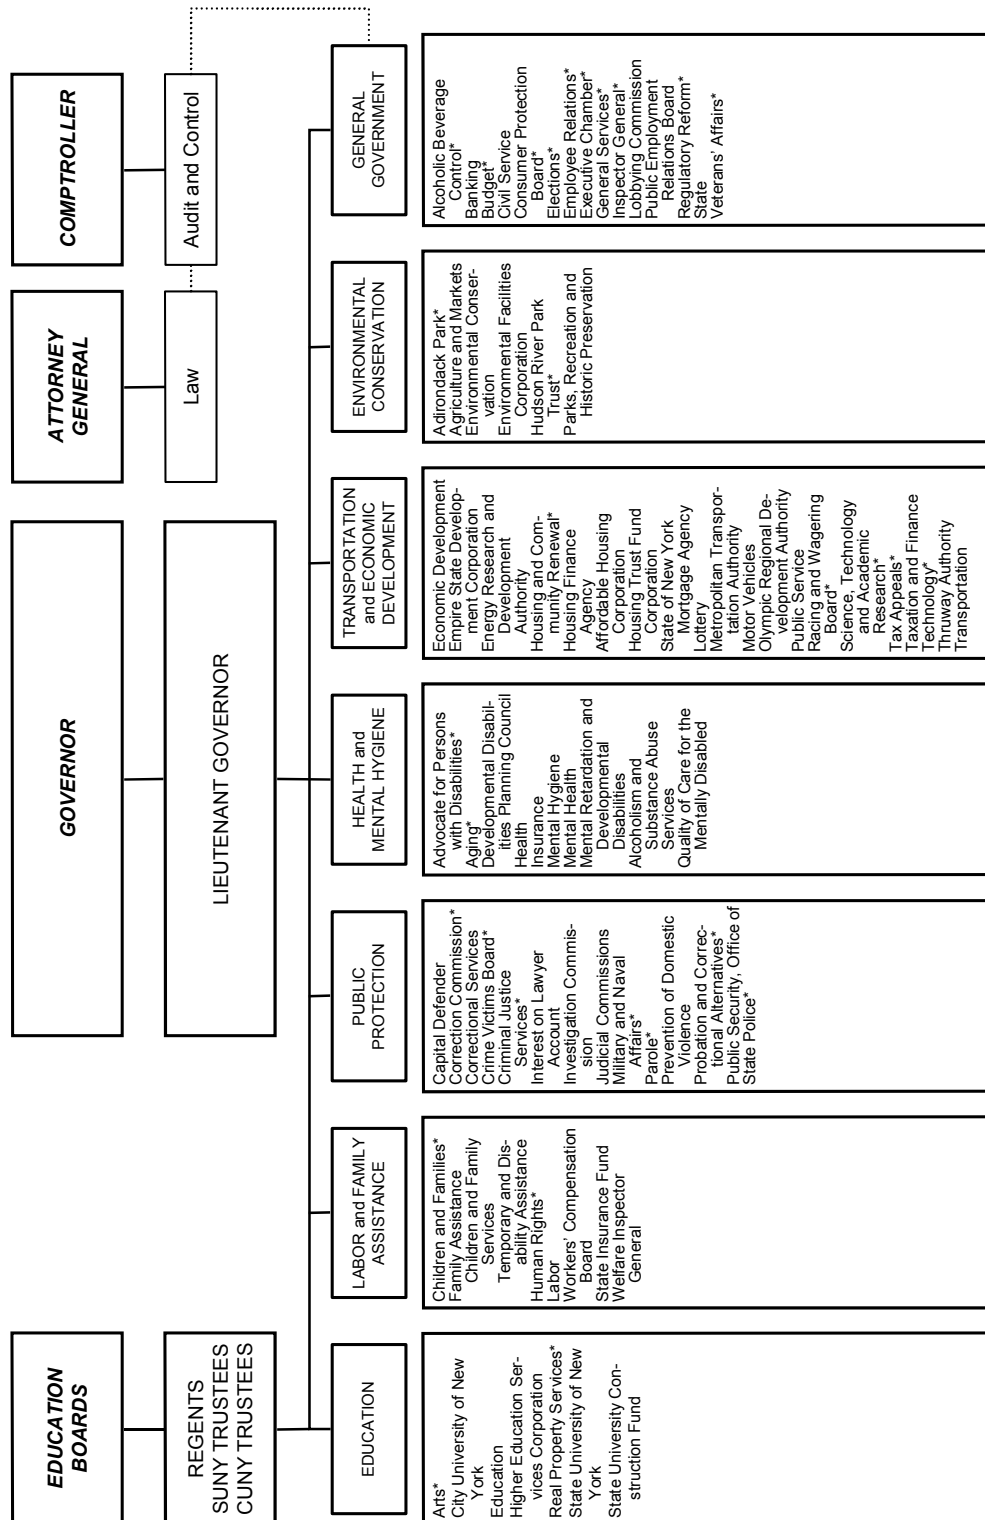 EDUCATION
BOARDS
GOVERNOR
ATTORNEY
GENERAL
COMPTROLLER
REGENTS
SUNY TRUSTEES
CUNY TRUSTEES
LIEUTENANT GOVERNOR
Law
Audit and Control
EDUCATION
LABOR and FAMILY
ASSISTANCE
PUBLIC
PROTECTION
HEALTH and
MENTAL HYGIENE
TRANSPORTATION
and ECONOMIC
DEVELOPMENT
ENVIRONMENTAL
CONSERVATION
GENERAL
GOVERNMENT
Arts*
City University of New
York
Education
Higher Education Ser-
vices Corporation
Real Property Services*
State University of New
York
State University Con-
struction Fund
Children and Families*
Family Assistance
Children and Family
Services
Temporary and Dis-
ability Assistance
Human Rights*
Labor
Workers' Compensation
Board
State Insurance Fund
Welfare Inspector
General
Capital Defender
Correction Commission*
Correctional Services
Crime Victims Board*
Criminal Justice
Services*
Interest on Lawyer
Account
Investigation Commis-
sion
Judicial Commissions
Military and Naval
Affairs*
Parole*
Prevention of Domestic
Violence
Probation and Correc-
tional Alternatives*
Public Security, Office of
State Police*
Advocate for Persons
with Disabilities*
Aging*
Developmental Disabil-
ities Planning Council
Health
Insurance
Mental Hygiene
Mental Health
Mental Retardation and
Developmental
Disabilities
Alcoholism and
Substance Abuse
Services
Quality of Care for the
Mentally Disabled
Economic Development
Empire State Develop-
ment Corporation
Energy Research and
Development
Authority
Housing and Com-
munity Renewal*
Housing Finance
Agency
Affordable Housing
Corporation
Housing Trust Fund
Corporation
State of New York
Mortgage Agency
Lottery
Metropolitan Transpor-
tation Authority
Motor Vehicles
Olympic Regional De-
velopment Authority
Public Service
Racing and Wagering
Board*
Science, Technology
and Academic
Research*
Tax Appeals*
Taxation and Finance
Technology*
Thruway Authority
Transportation
Adirondack Park*
Agriculture and Markets
Environmental Conser-
vation
Environmental Facilities
Corporation
Hudson River Park
Trust*
Parks, Recreation and
Historic Preservation
Alcoholic Beverage
Control*
Banking
Budget*
Civil Service
Consumer Protection
Board*
Elections*
Employee Relations*
Executive Chamber*
General Services*
Inspector General*
Lobbying Commission
Public Employment
Relations Board
Regulatory Reform*
State
Veterans' Affairs*